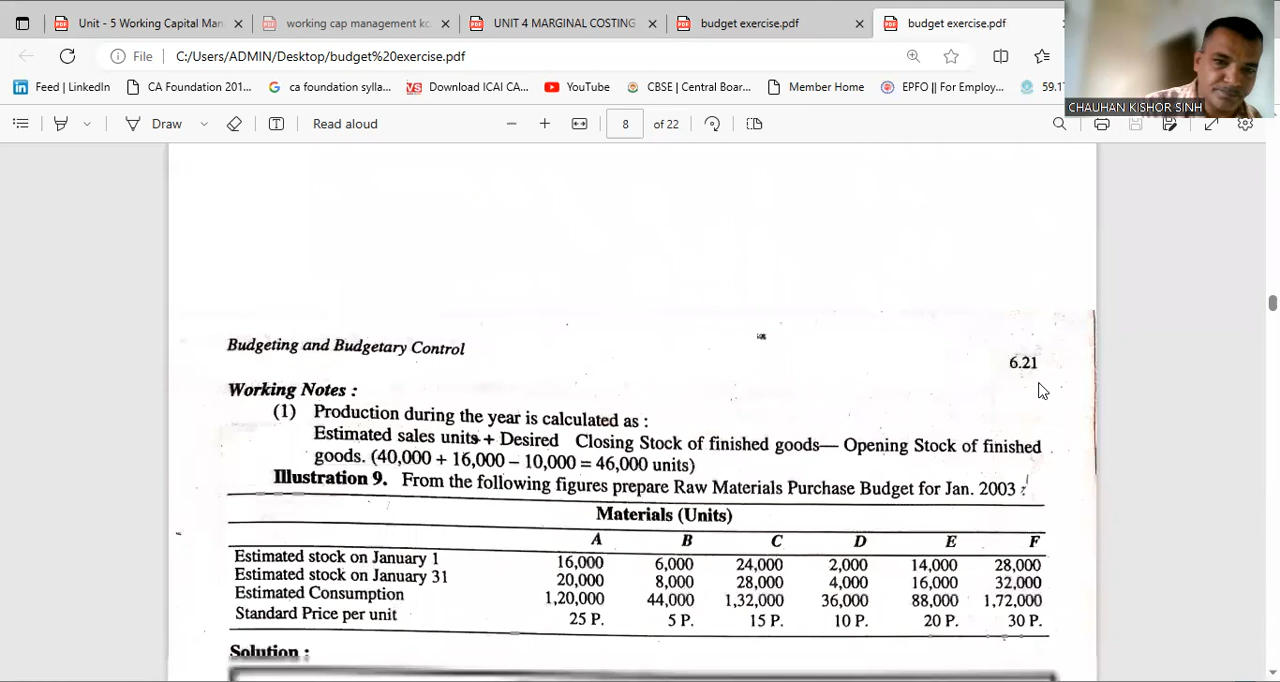 Unit - 5 Working Capital Man
working cap management ko
UNIT 4 MARGINAL COSTING
budget exercise.pdf
budget exercise.pdf
File C:/Users/ADMIN/Desktop/budget%20exercise.pdf
Feed | LinkedIn
CA Foundation 201...
ca foundation sylla...
Download ICAI CA...
YouTube
CBSE | Central Boar...
Member Home
EPFO || For Employ...
59.1
CHAUHAN KISHOR SINH
Draw
Read aloud
8 of 22
Budgeting and Budgetary Control
6.21
Working Notes :
(1) Production during the year is calculated as :
Estimated sales units + Desired Closing Stock of finished goods— Opening Stock of finished
goods. (40,000 + 16,000 – 10,000 = 46,000 units)
Illustration 9. From the following figures prepare Raw Materials Purchase Budget for Jan. 2003 :
Materials (Units)
A B C D E F
Estimated stock on January 1 16,000 6,000 24,000 2,000 14,000 28,000
Estimated stock on January 31 20,000 8,000 28,000 4,000 16,000 32,000
Estimated Consumption 1,20,000 44,000 1,32,000 36,000 88,000 1,72,000
Standard Price per unit 25 P. 5 P. 15 P. 10 P. 20 P. 30 P.
Solution :